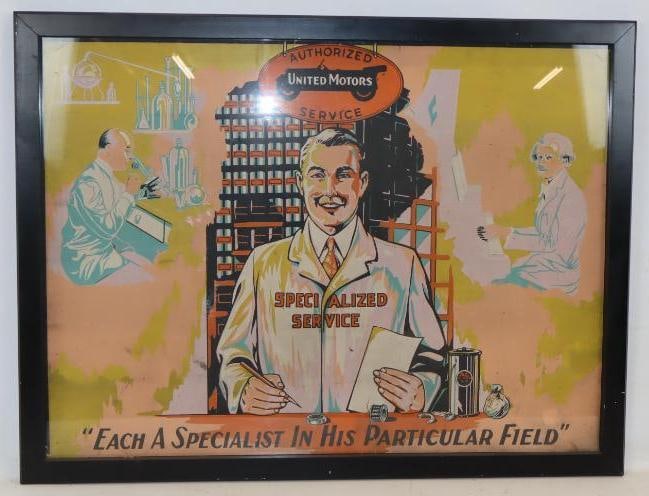 AUTHORIZED
UNITED MOTORS
SERVICE
SPECIALIZED
SERVICE
"EACH A SPECIALIST IN HIS PARTICULAR FIELD"